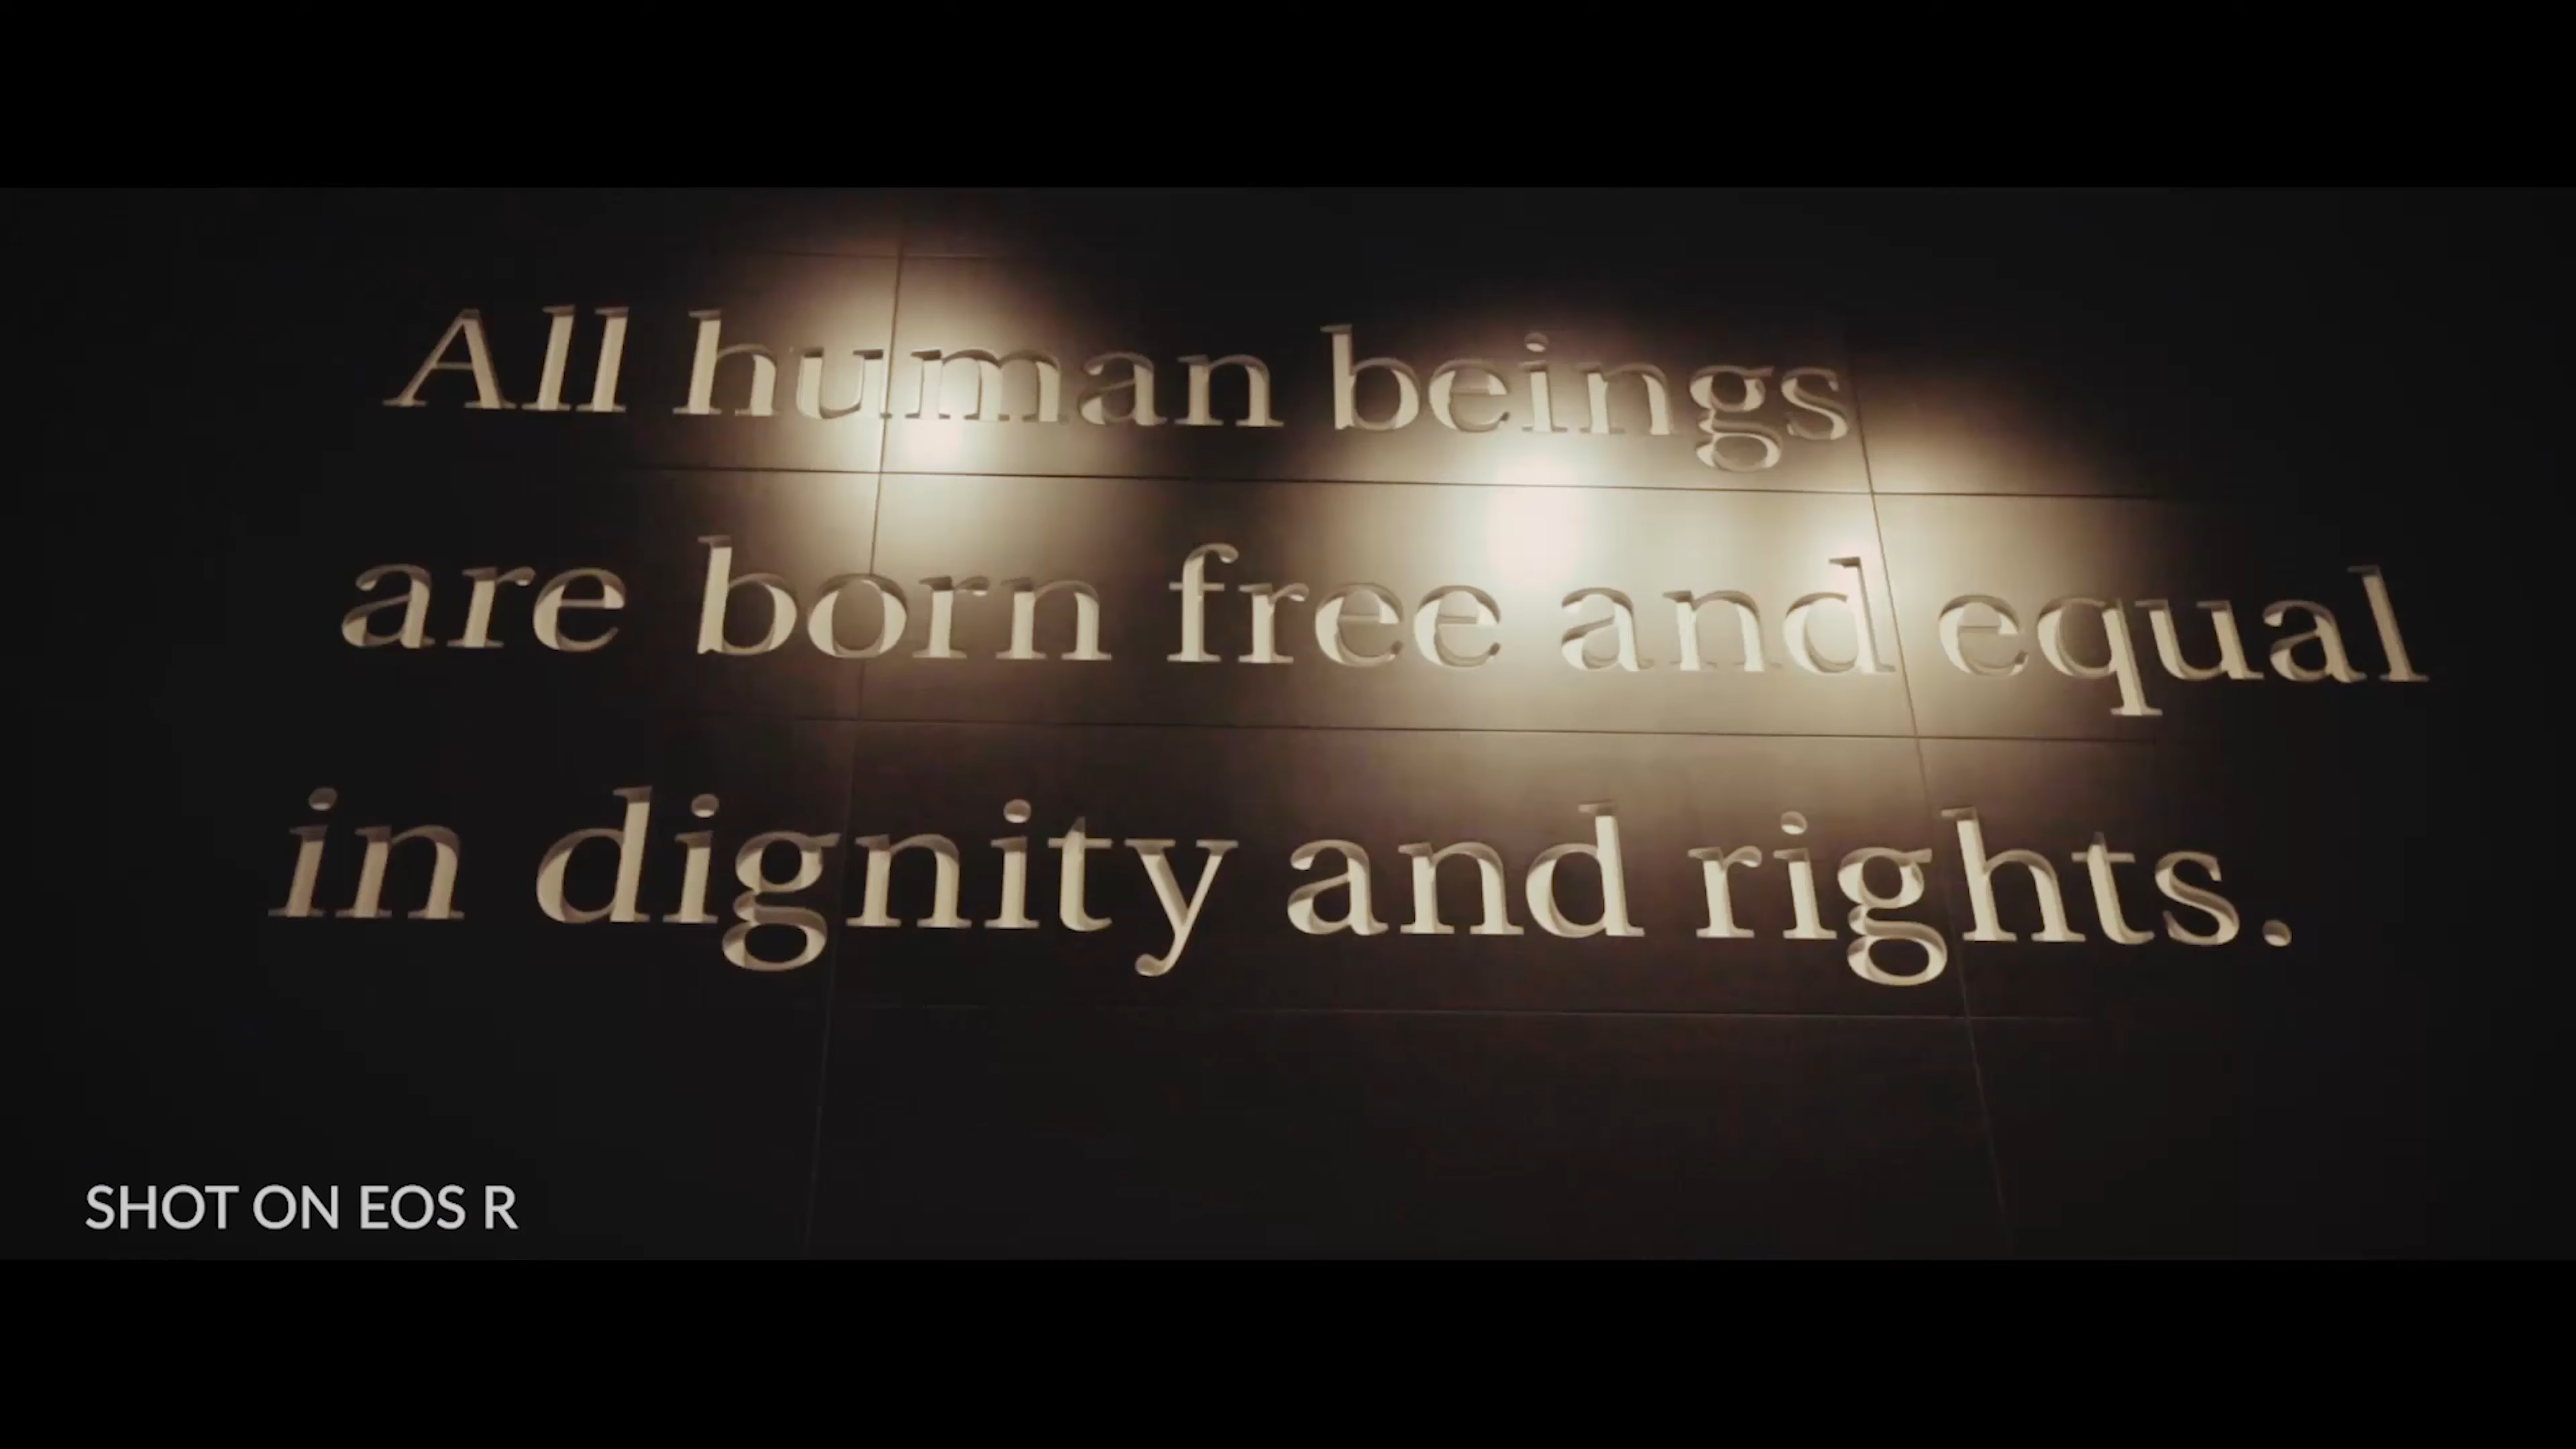 All human beings
are born free and equal
in dignity and rights.
SHOT ON EOS R